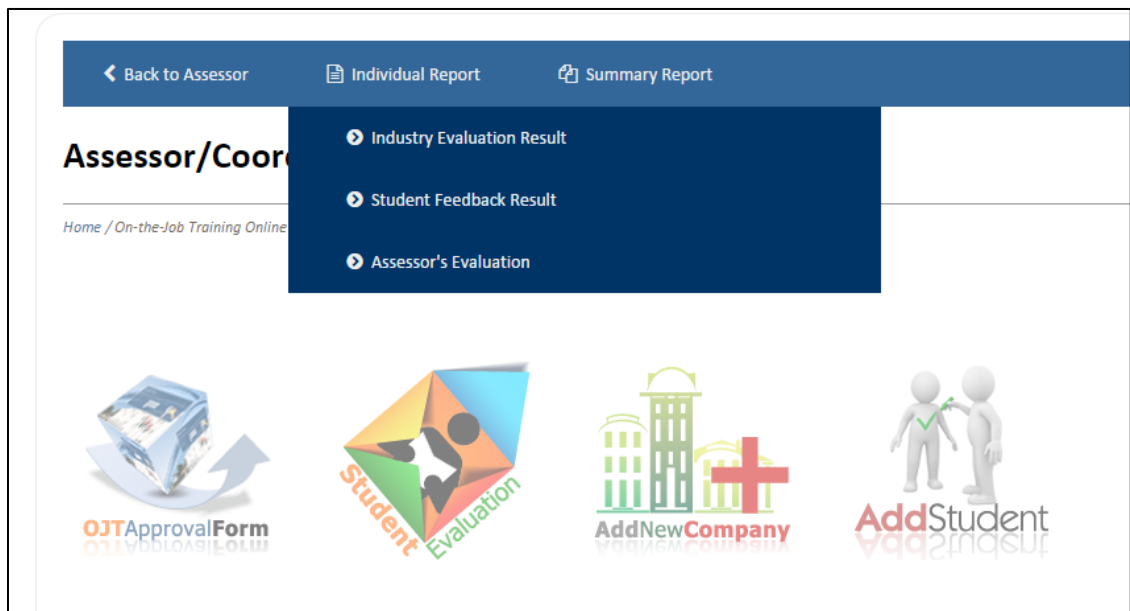 Back to Assessor Individual Report Summary Report
Industry Evaluation Result
Assessor/Coor
Student Feedback Result
Home / On-the-Job Training Online
Assessor's Evaluation
OJTApprovalForm
Student Evaluation
AddNewCompany
AddStudent